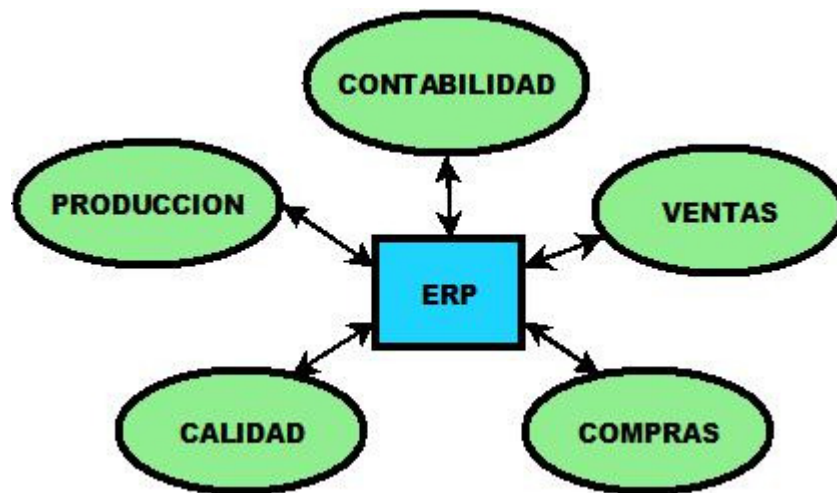 CONTABILIDAD
PRODUCCION
VENTAS
ERP
CALIDAD
COMPRAS